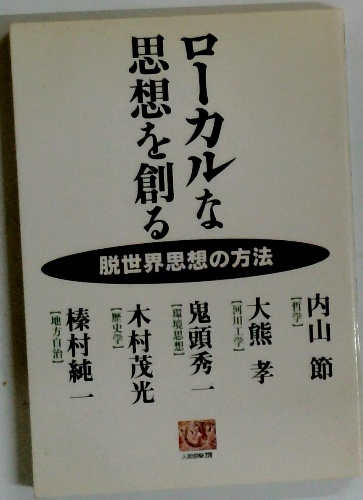 ローカルな
思想を創る
脱世界思想の方法
内山 節
[哲学]
大熊 孝
[河川工学]
鬼頭秀一
[環境思想]
木村茂光
[歴史学]
榛村純一
[地方自治]